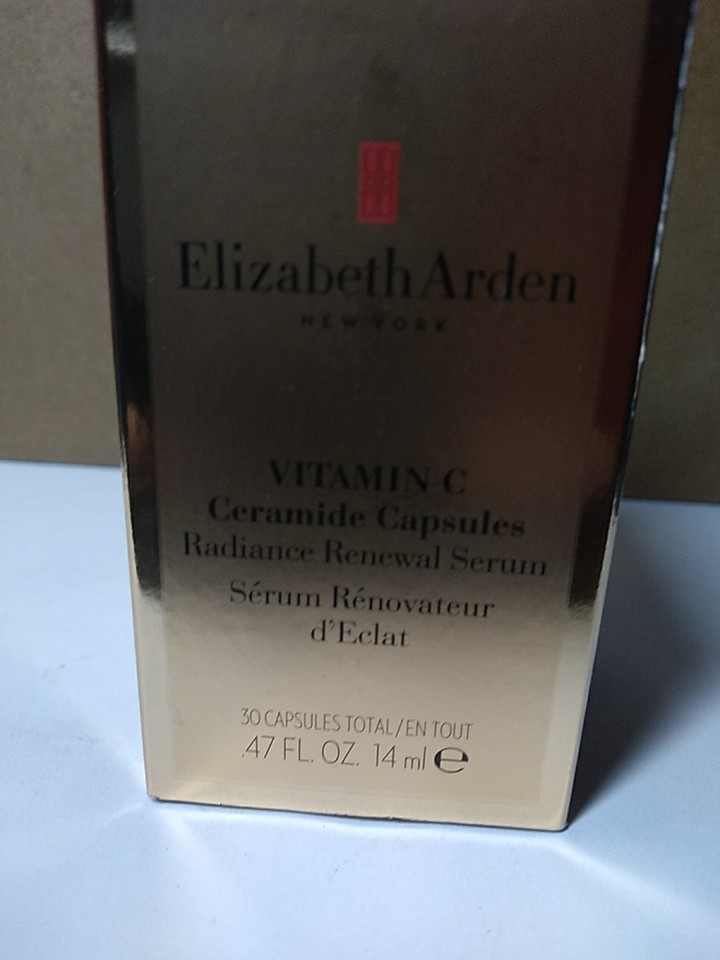 Elizabeth Arden
NEW YORK
VITAMIN C
Ceramide Capsules
Radiance Renewal Serum
Sérum Rénovateur
d'Eclat
30 CAPSULES TOTAL/EN TOUT
.47 FL. OZ. 14 ml e